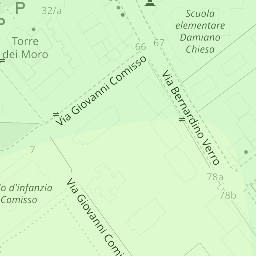 P
32/a
Scuola
elementare
Damiano
Chiesa
Torre
dei Moro
66
67
Via Giovanni Comisso
Via Bernardino Verro
7
o d'infanzia
Comisso
Via Giovanni Comi
78a
78b